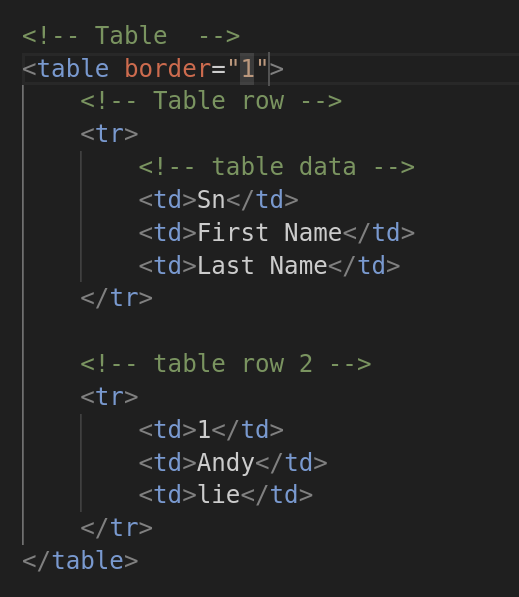 <!-- Table  -->
<table border="1">
    <!-- Table row -->
    <tr>
        <!-- table data -->
        <td>Sn</td>
        <td>First Name</td>
        <td>Last Name</td>
    </tr>

    <!-- table row 2 -->
    <tr>
        <td>1</td>
        <td>Andy</td>
        <td>lie</td>
    </tr>
</table>